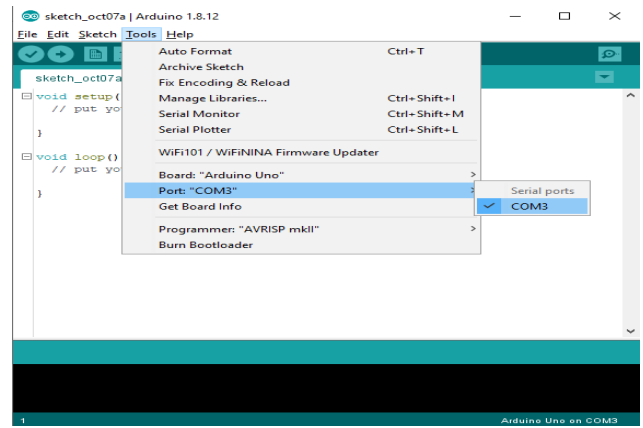 sketch_oct07a | Arduino 1.8.12
File Edit Sketch Tools Help
sketch_oct07a
void setup(
// put yo
}
void loop()
// put yo
}
Auto Format Ctrl+T
Archive Sketch
Fix Encoding & Reload
Manage Libraries... Ctrl+Shift+I
Serial Monitor Ctrl+Shift+M
Serial Plotter Ctrl+Shift+L
WiFi101 / WiFiNINA Firmware Updater
Board: "Arduino Uno"
Port: "COM3"
Get Board Info
Programmer: "AVRISP mkII"
Burn Bootloader
Serial ports
COM3
1 Arduino Uno on COM3